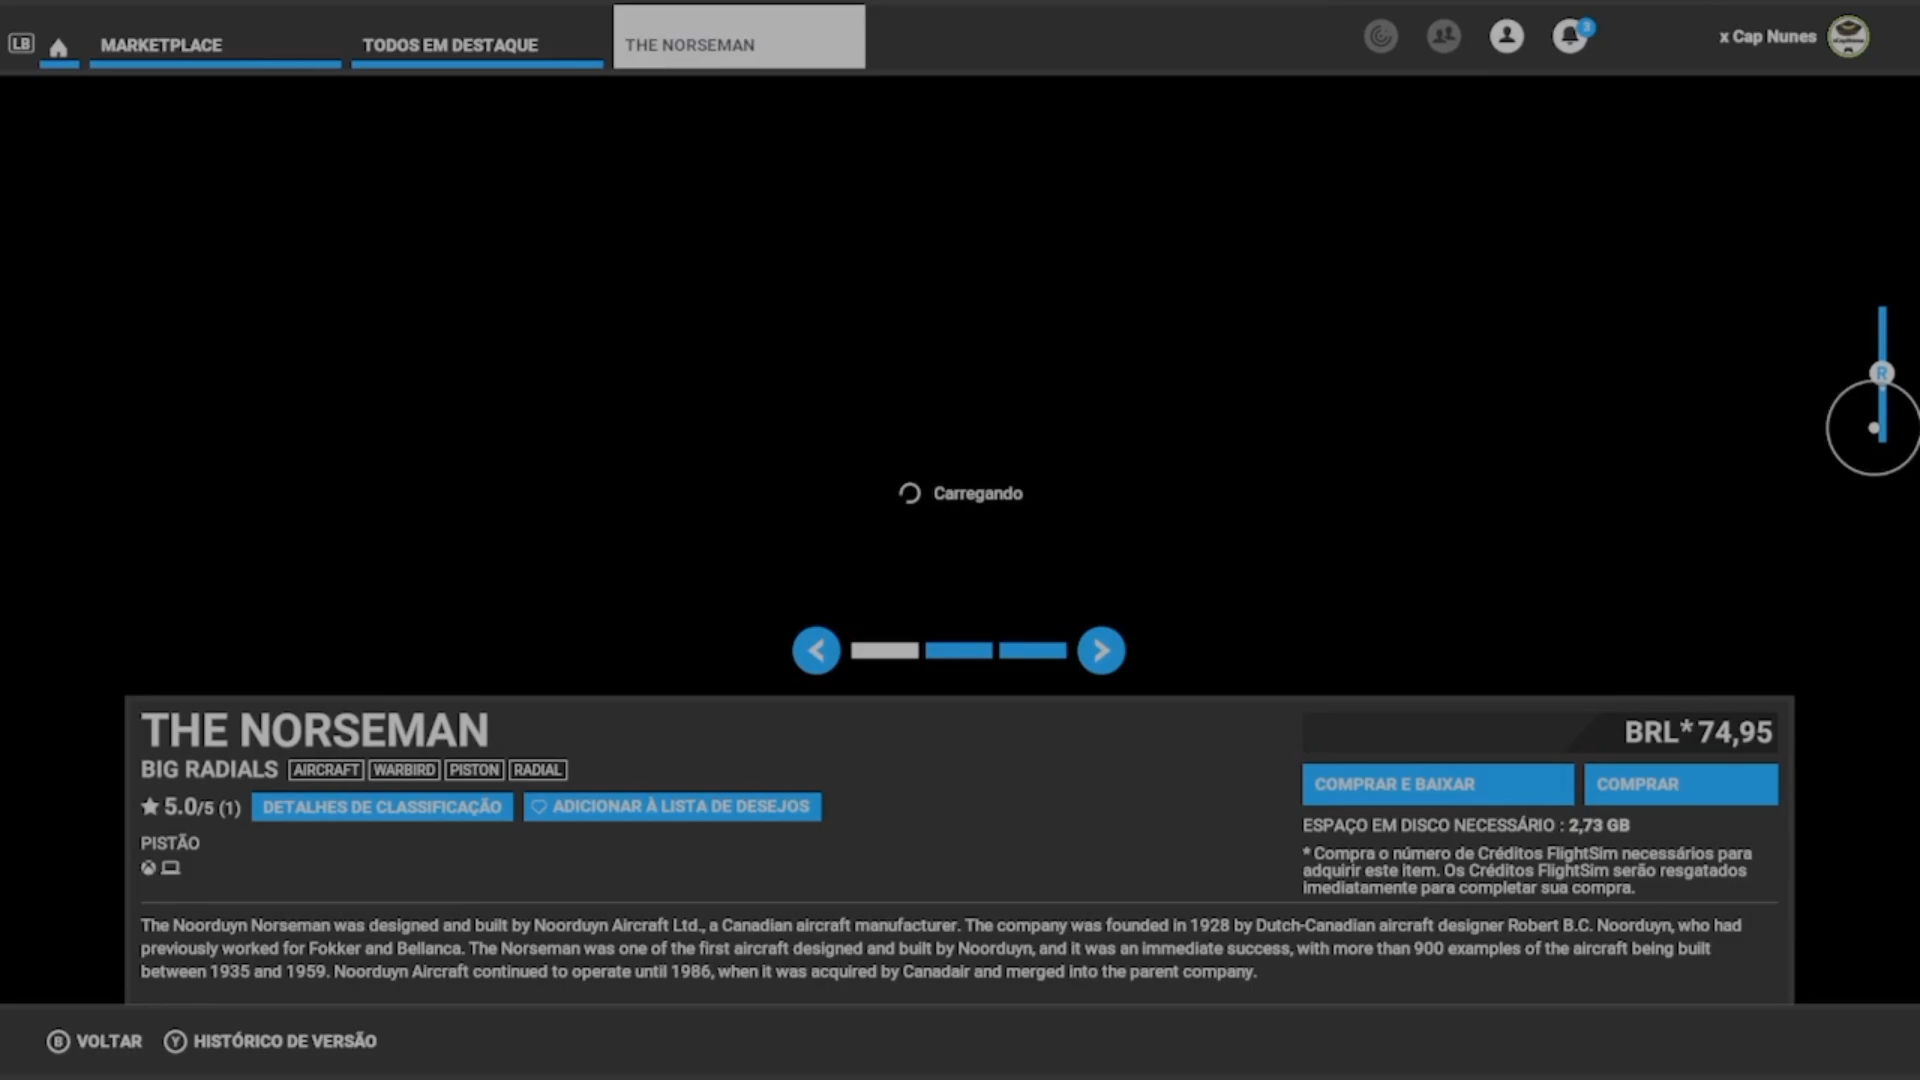 LB
MARKETPLACE
TODOS EM DESTAQUE
THE NORSEMAN
3
x Cap Nunes
R
Carregando
THE NORSEMAN
BIG RADIALS AIRCRAFT WARBIRD PISTON RADIAL
5.0/5 (1) DETALHES DE CLASSIFICAÇÃO ADICIONAR À LISTA DE DESEJOS
PISTÃO
BRL* 74,95
COMPRAR E BAIXAR COMPRAR
ESPAÇO EM DISCO NECESSÁRIO : 2,73 GB
* Compra o número de Créditos FlightSim necessários para
adquirir este item. Os Créditos FlightSim serão resgatados
imediatamente para completar sua compra.
The Noorduyn Norseman was designed and built by Noorduyn Aircraft Ltd., a Canadian aircraft manufacturer. The company was founded in 1928 by Dutch-Canadian aircraft designer Robert B.C. Noorduyn, who had
previously worked for Fokker and Bellanca. The Norseman was one of the first aircraft designed and built by Noorduyn, and it was an immediate success, with more than 900 examples of the aircraft being built
between 1935 and 1959. Noorduyn Aircraft continued to operate until 1986, when it was acquired by Canadair and merged into the parent company.
B VOLTAR Y HISTÓRICO DE VERSÃO